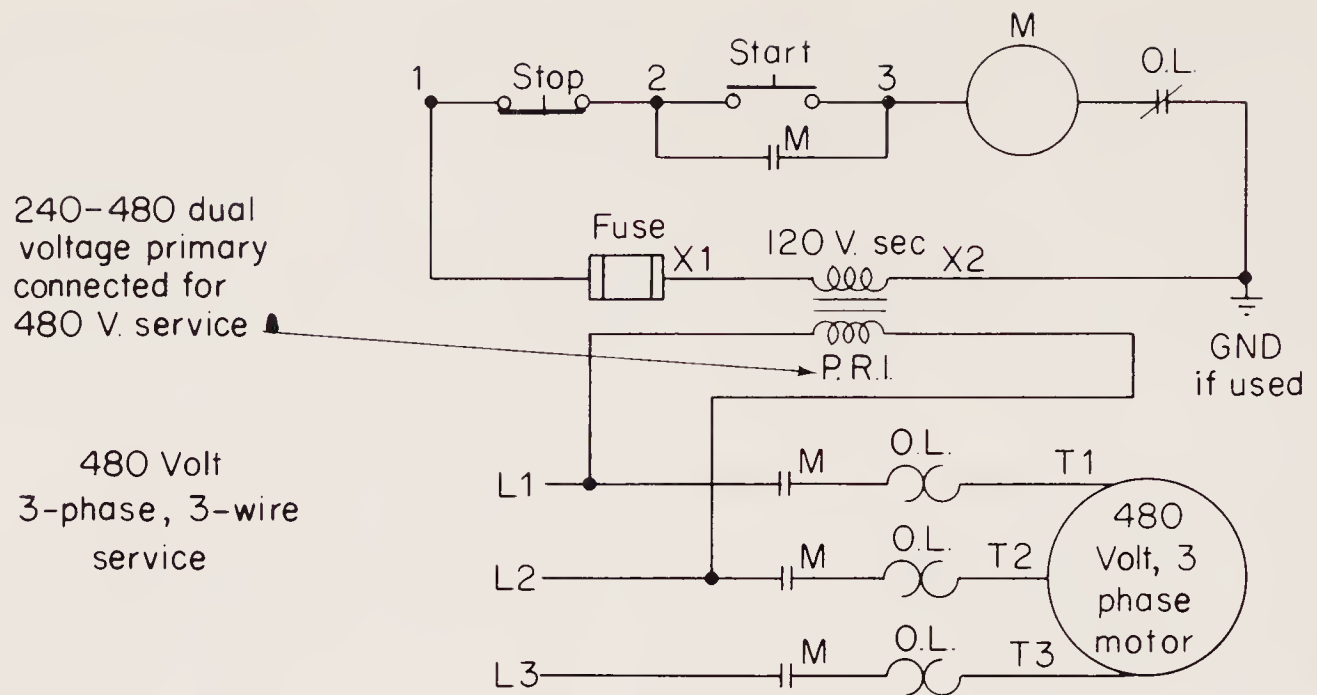 M
1
Stop
2
Start
3
O.L.
M
240-480 dual
voltage primary
connected for
480 V. service
Fuse
X1
120 V. sec
X2
GND
if used
P.R.I.
480 Volt
3-phase, 3-wire
service
L1
M
O.L.
T1
L2
M
O.L.
T2
L3
M
O.L.
T3
480
Volt, 3
phase
motor